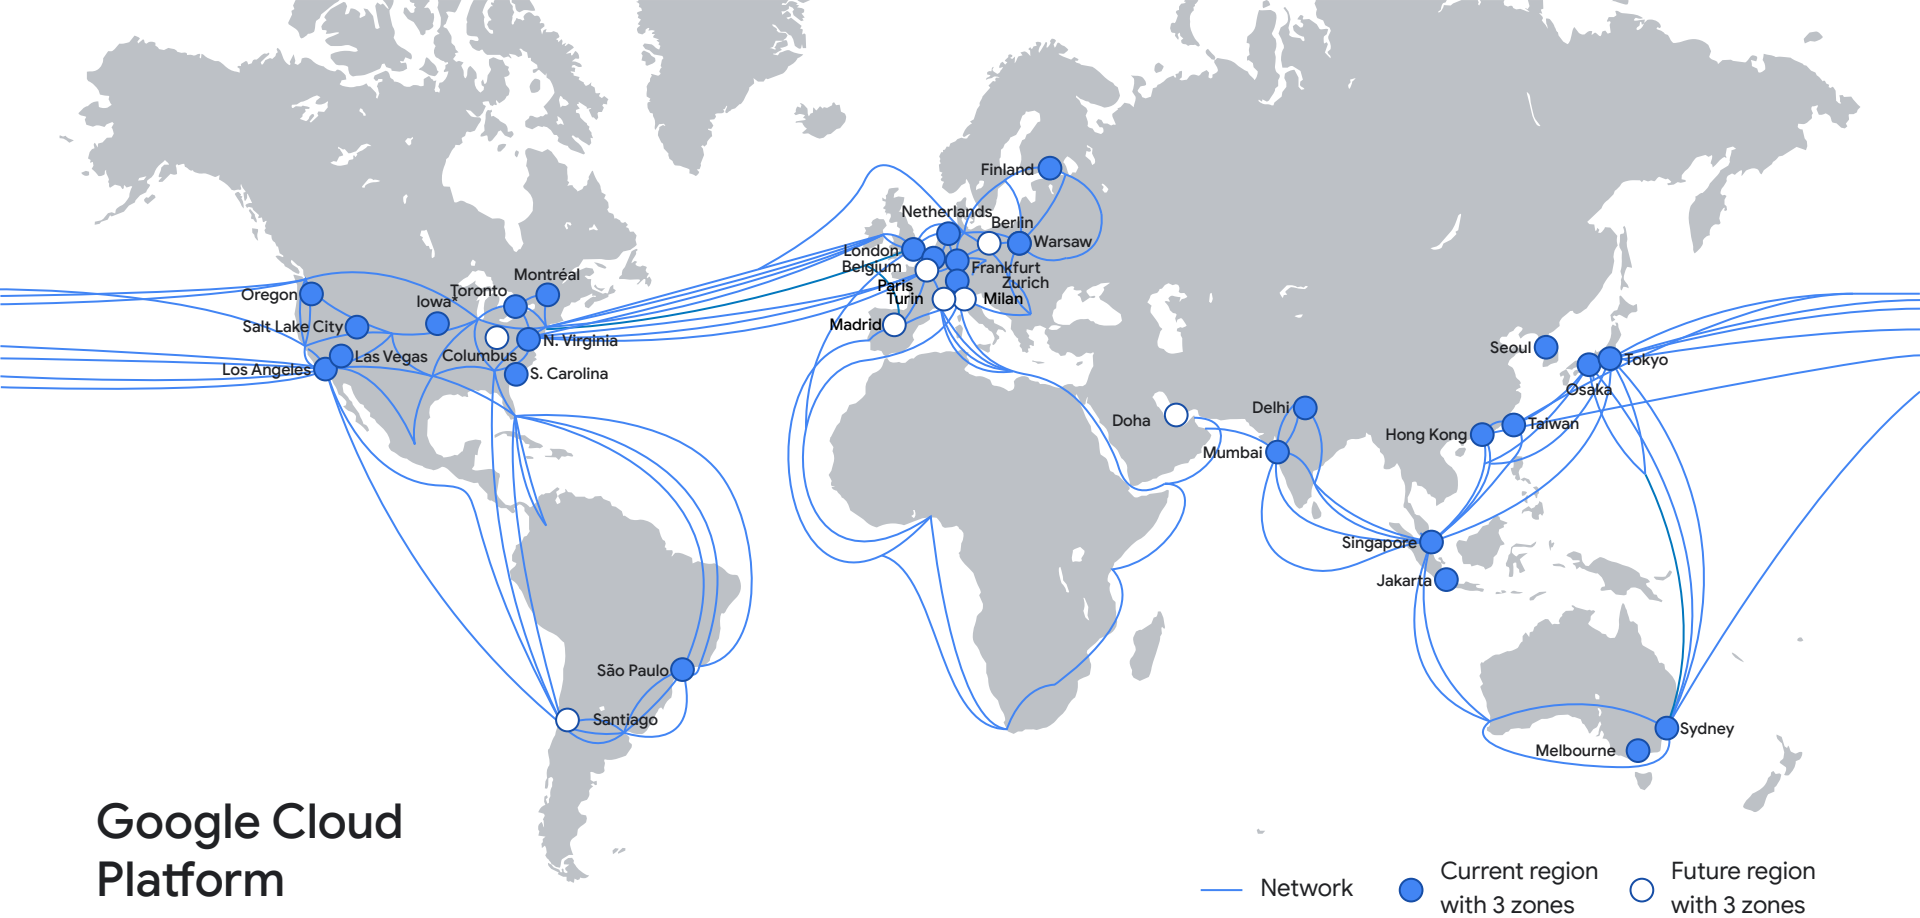 Finland
Netherlands
Berlin
London
Warsaw
Belgium
Frankfurt
Montréal
Zurich
Paris
Oregon
Toronto
Iowa*
Turin
Milan
Salt Lake City
Madrid
N. Virginia
Las Vegas
Columbus
Los Angeles
S. Carolina
Seoul
Tokyo
Osaka
Delhi
Doha
Taiwan
Hong Kong
Mumbai
Singapore
Jakarta
São Paulo
Santiago
Sydney
Melbourne
Google Cloud
Platform
Network
Current region
with 3 zones
Future region
with 3 zones